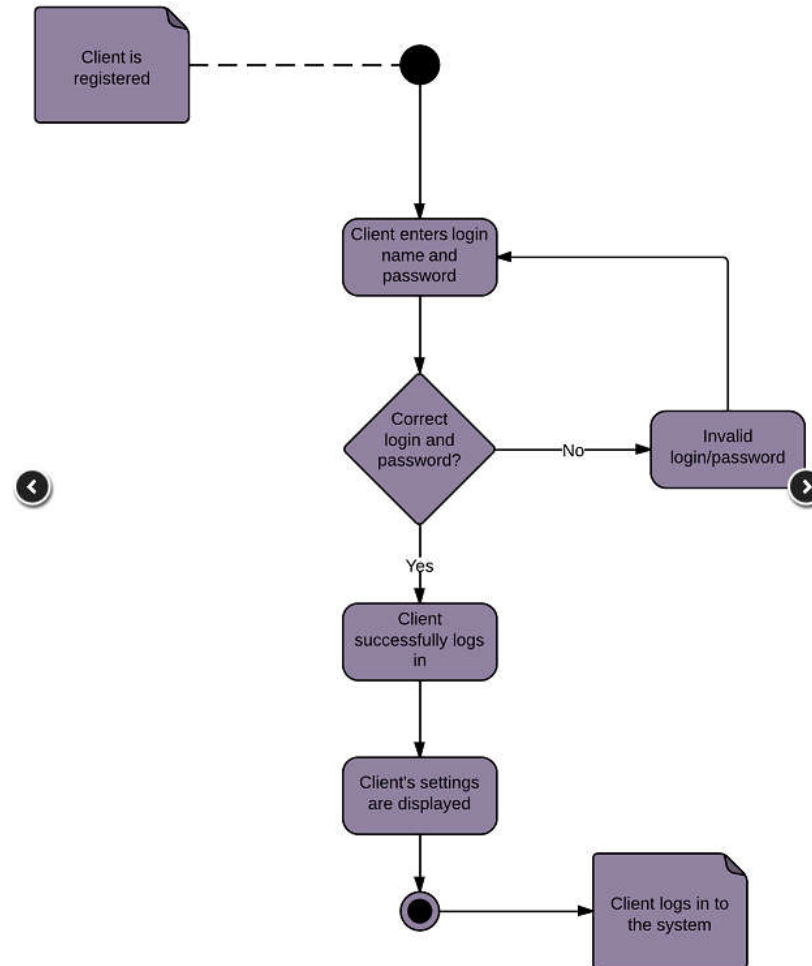 Client is
registered
Client enters login
name and
password
Correct
login and
password?
No
Invalid
login/password
Yes
Client
successfully logs
in
Client's settings
are displayed
Client logs in to
the system